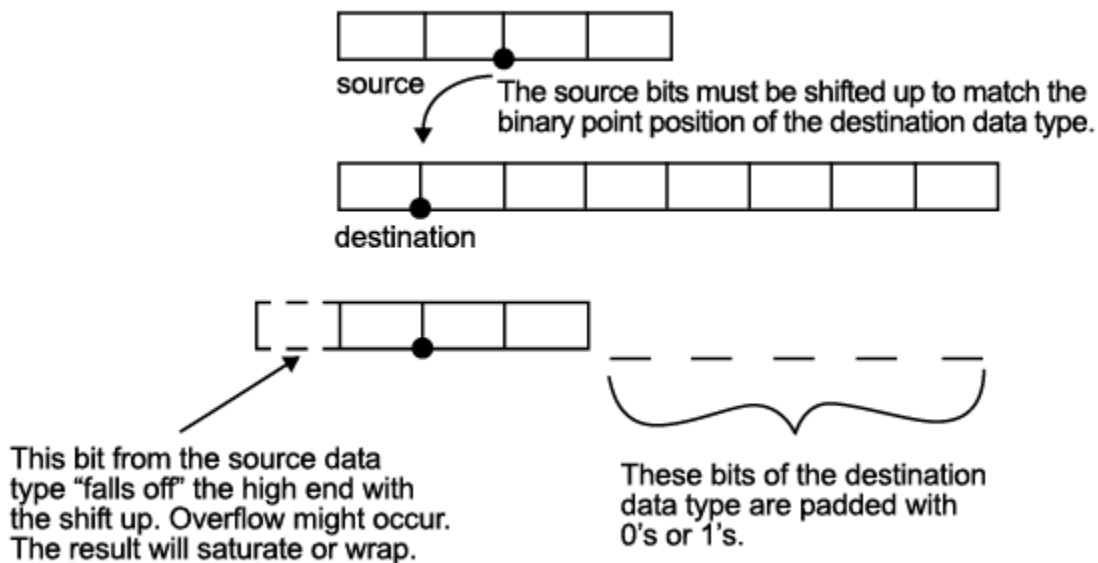 source
The source bits must be shifted up to match the
binary point position of the destination data type.
destination
This bit from the source data
type “falls off” the high end with
the shift up. Overflow might occur.
The result will saturate or wrap.
These bits of the destination
data type are padded with
0's or 1's.